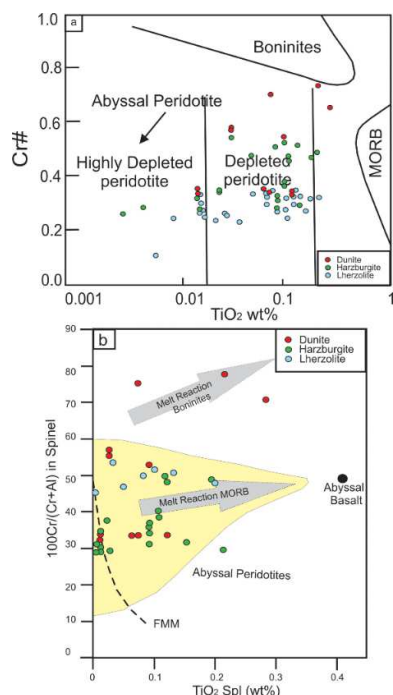 a
1.0
0.8
0.6
0.4
0.2
0.0
Cr#
Boninites
Abyssal Peridotite
Highly Depleted
peridotite
Depleted
peridotite
MORB
Dunite
Harzburgite
Lherzolite
0.001
0.01
0.1
1
TiO2 wt%
b
90
80
70
60
50
40
30
20
10
0
100Cr/(Cr+Al) in Spinel
Dunite
Harzburgite
Lherzolite
Melt Reaction
Boninites
Melt Reaction MORB
Abyssal
Basalt
Abyssal Peridotites
FMM
0
0.1
0.2
0.3
0.4
0.5
TiO2 Spl (wt%)